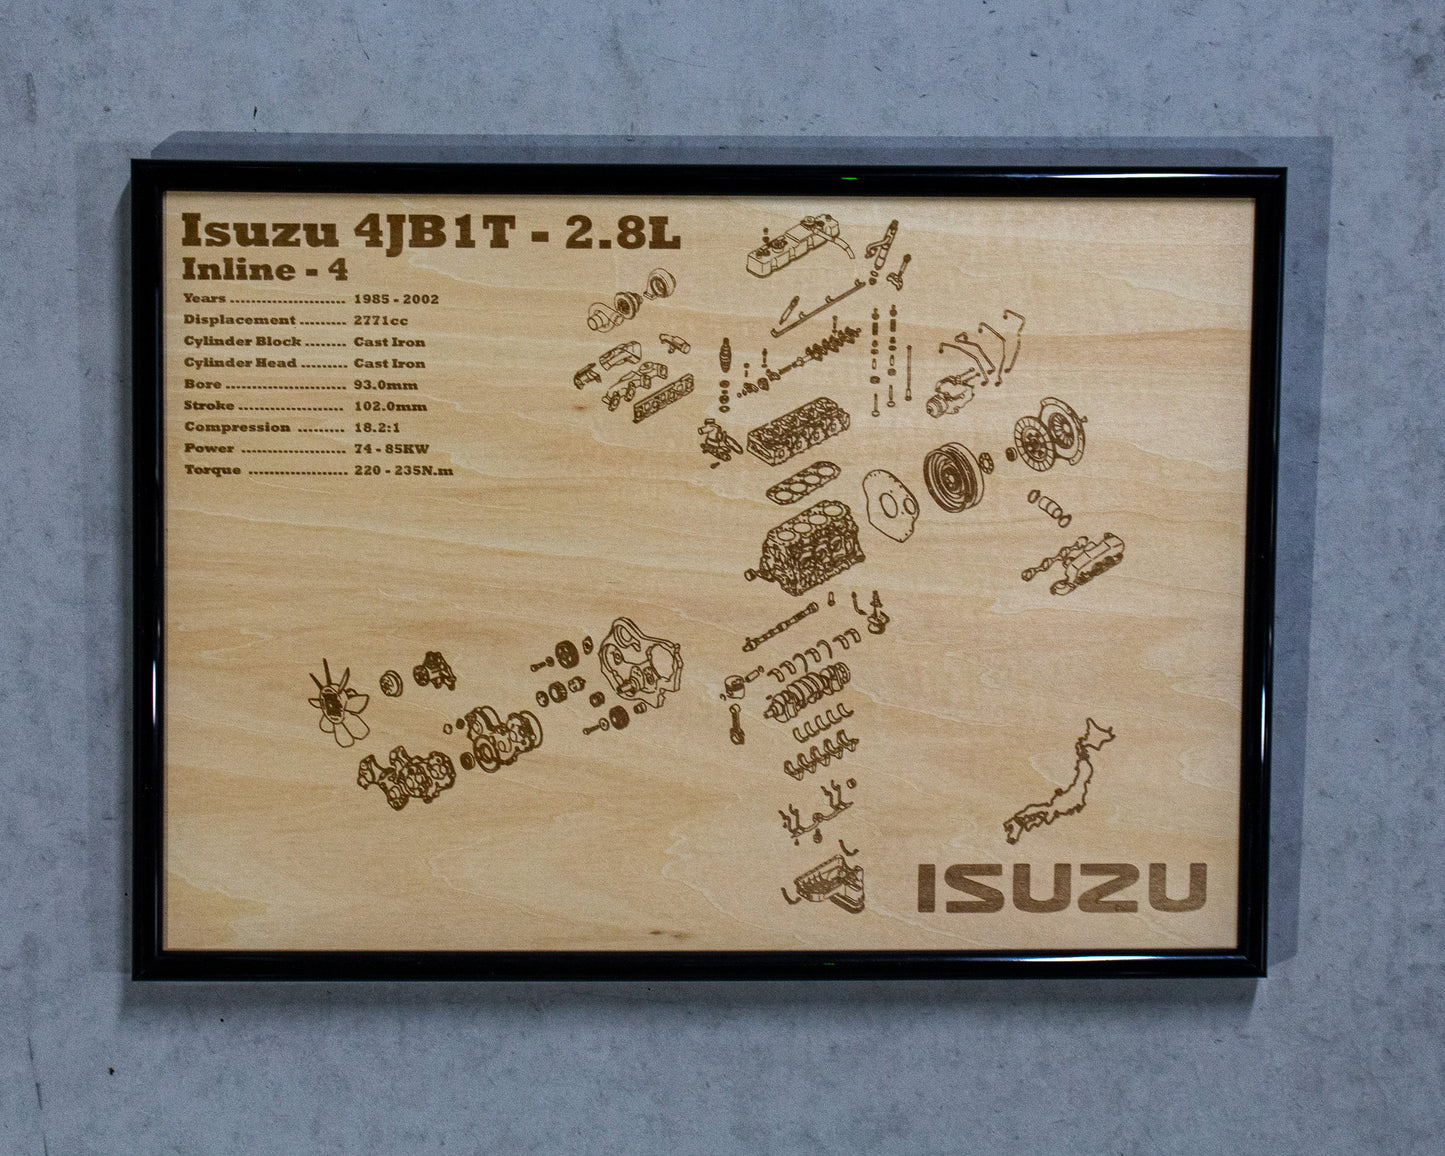 Isuzu 4JB1T - 2.8L
Inline - 4
Years ...................... 1985 - 2002
Displacement ......... 2771cc
Cylinder Block ........ Cast Iron
Cylinder Head ......... Cast Iron
Bore ....................... 93.0mm
Stroke .................... 102.0mm
Compression ......... 18.2:1
Power .................... 74 - 85KW
Torque ................... 220 - 235N.m
ISUZU